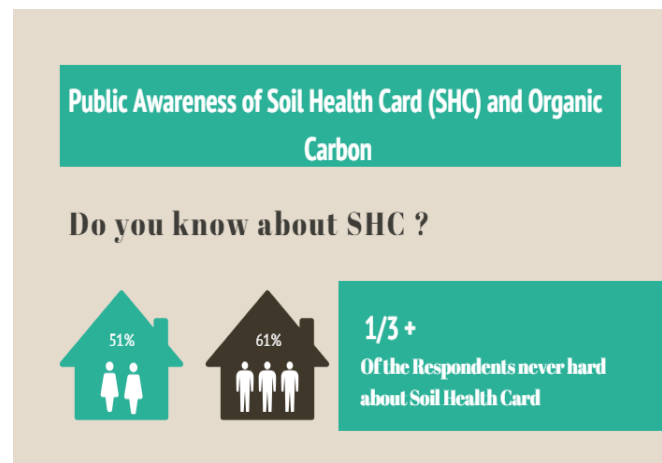 Public Awareness of Soil Health Card (SHC) and Organic
Carbon
Do you know about SHC ?
51%
61%
1/3 +
Of the Respondents never hard
about Soil Health Card